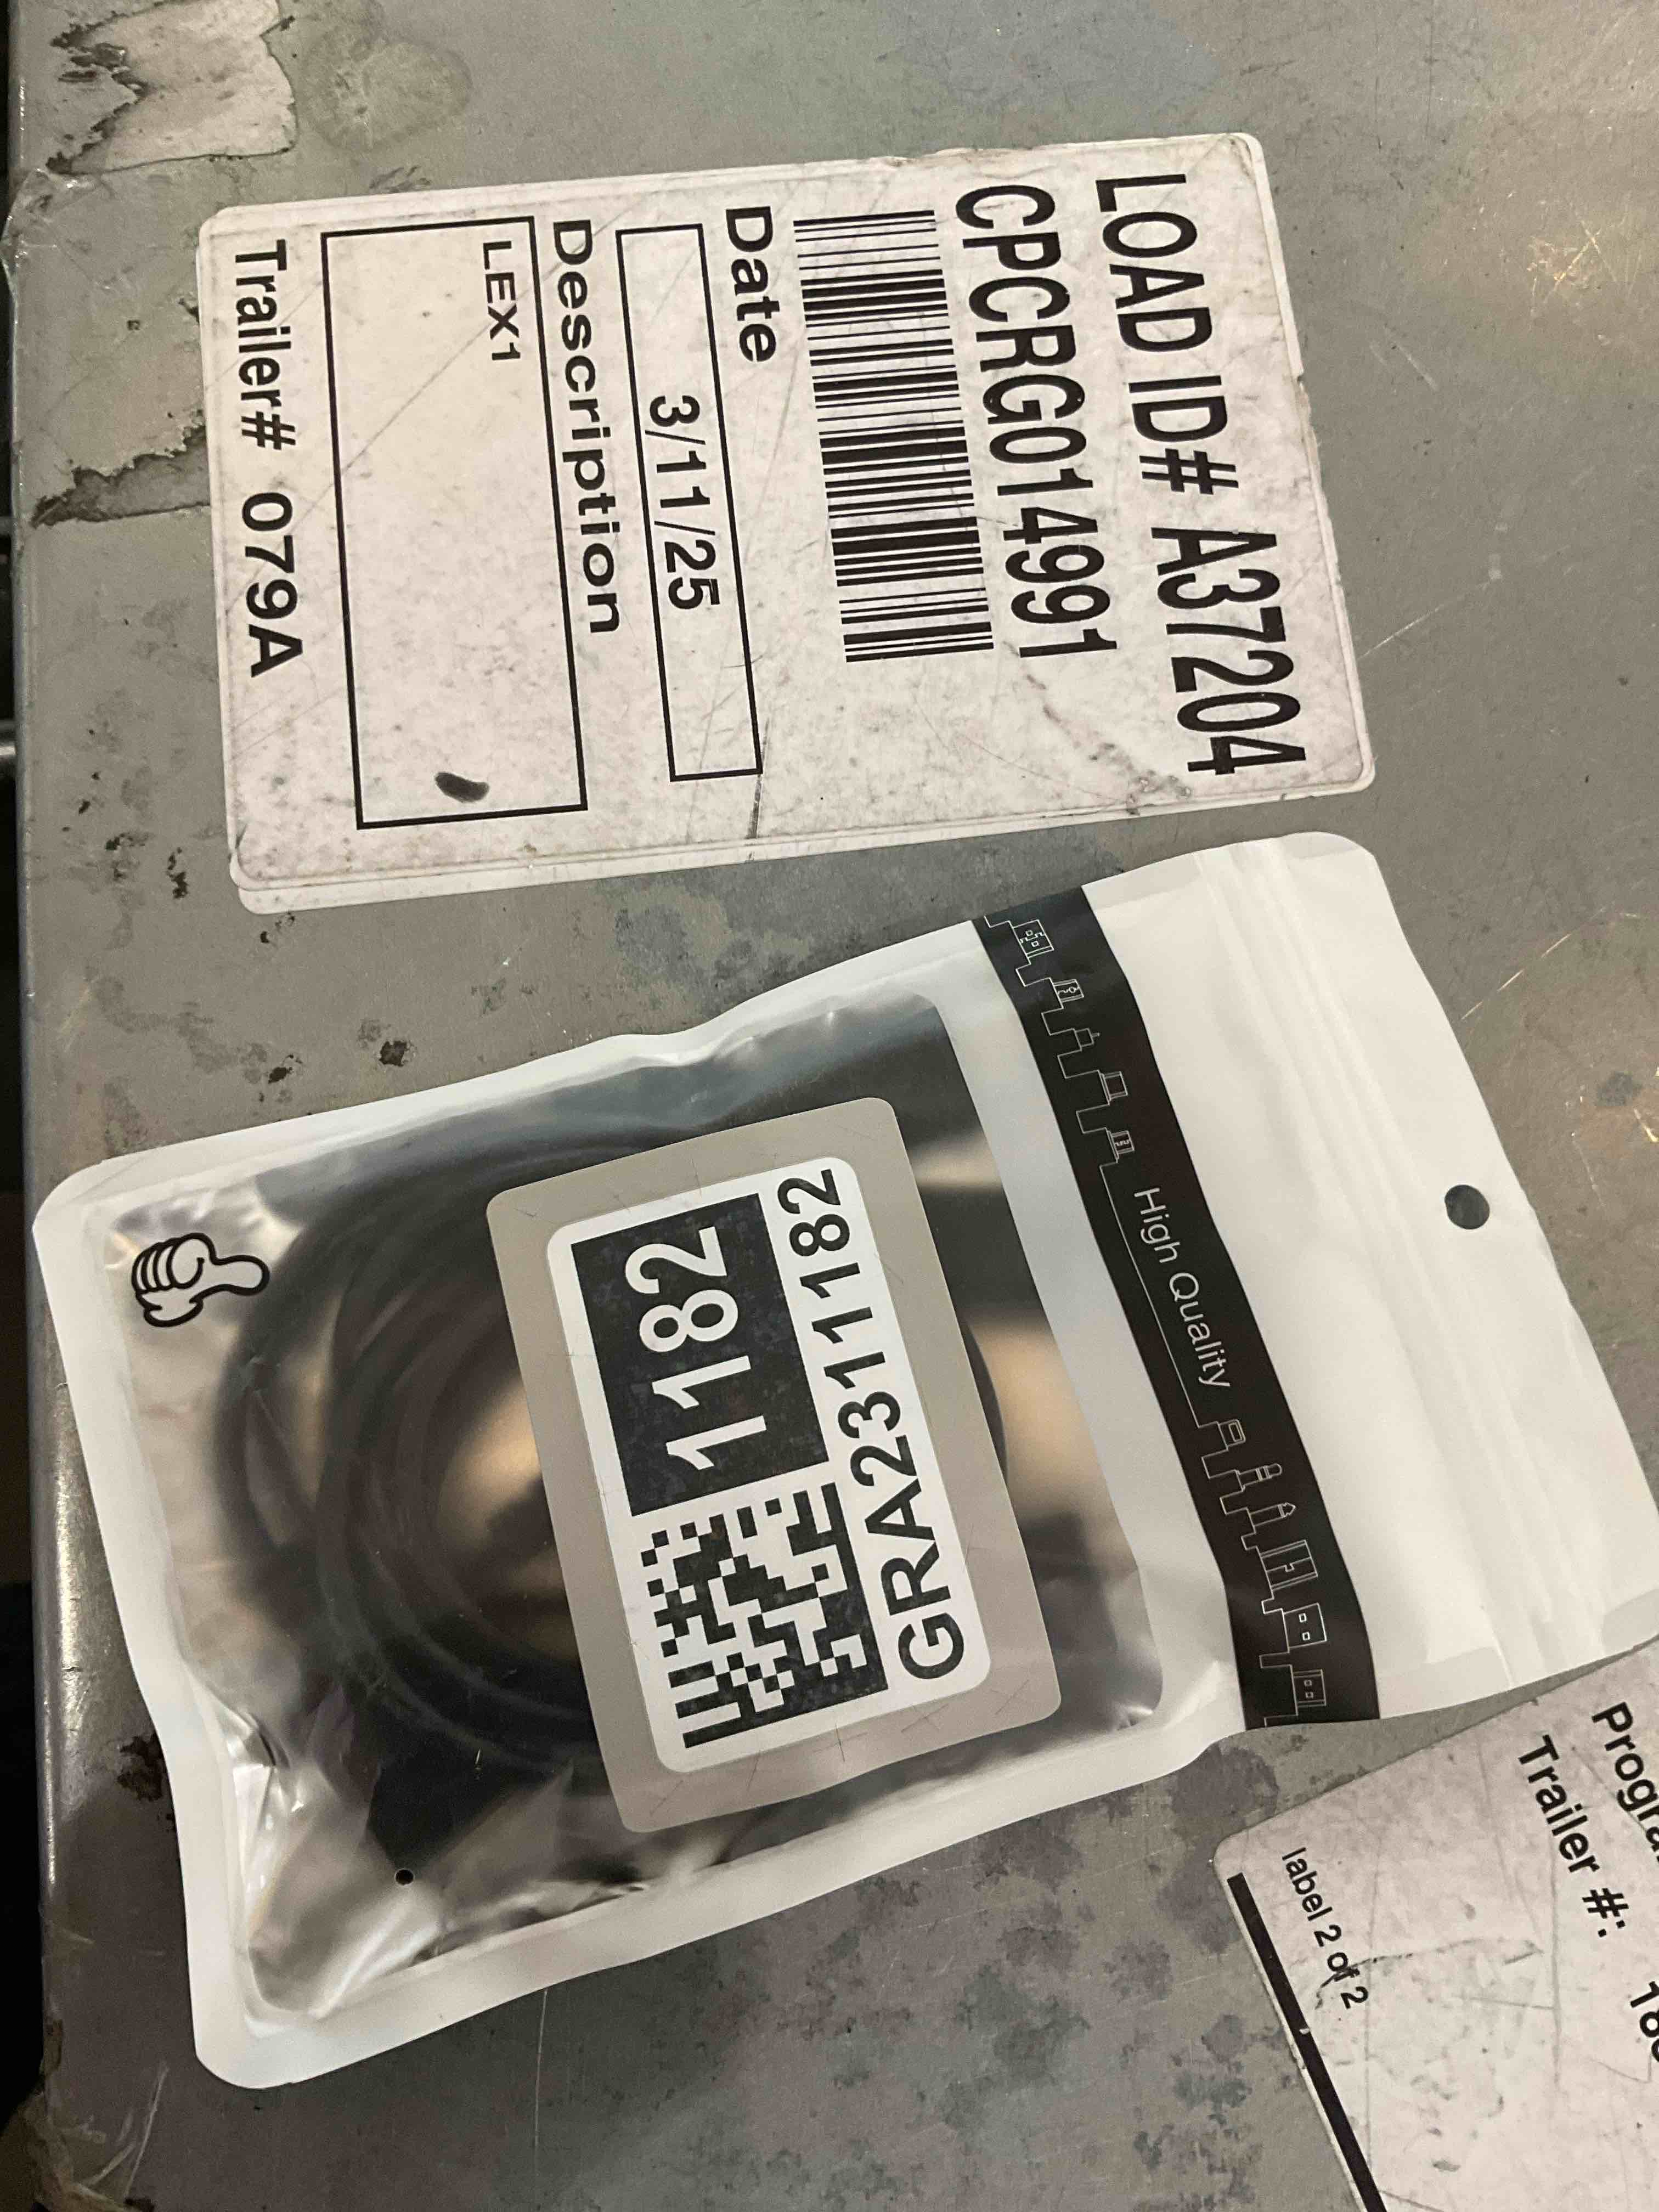 LOAD ID# A37204
CPCRG014991
Date
3/11/25
Description
LEX1
Trailer# 079A
High Quality
1182
GRA231182
Trailer #:
label 2 of 2